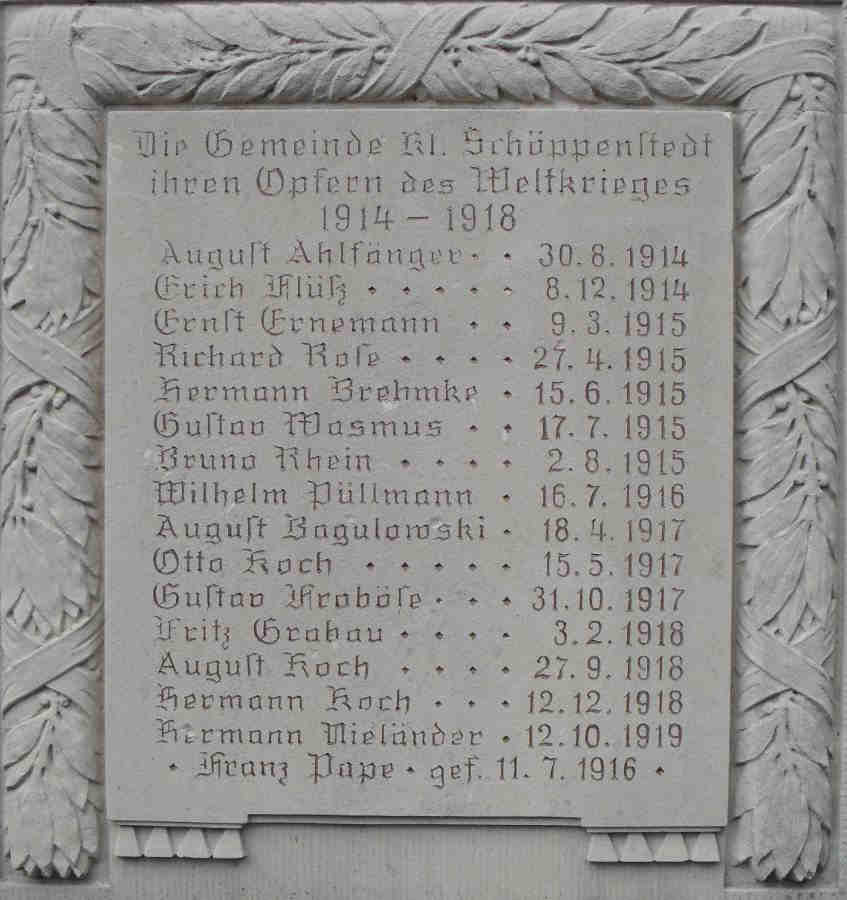 Die Gemeinde Kl. Schöppenstedt
ihren Opfern des Weltkrieges
1914 – 1918
August Ahlfänger · · 30. 8. 1914
Erich Flüß · · · · · 8. 12. 1914
Ernst Ernemann · · 9. 3. 1915
Richard Rose · · · · 27. 4. 1915
Hermann Brehmke · 15. 6. 1915
Gustav Wasmus · · 17. 7. 1915
Bruno Rhein · · · · 2. 8. 1915
Wilhelm Püllmann · 16. 7. 1916
August Bagulowski · 18. 4. 1917
Otto Koch · · · · · 15. 5. 1917
Gustav Froböse · · · 31. 10. 1917
Fritz Grabau · · · · 3. 2. 1918
August Koch · · · · 27. 9. 1918
Hermann Koch · · · 12. 12. 1918
Hermann Nieländer · 12. 10. 1919
· Franz Pape · gef. 11. 7. 1916 ·